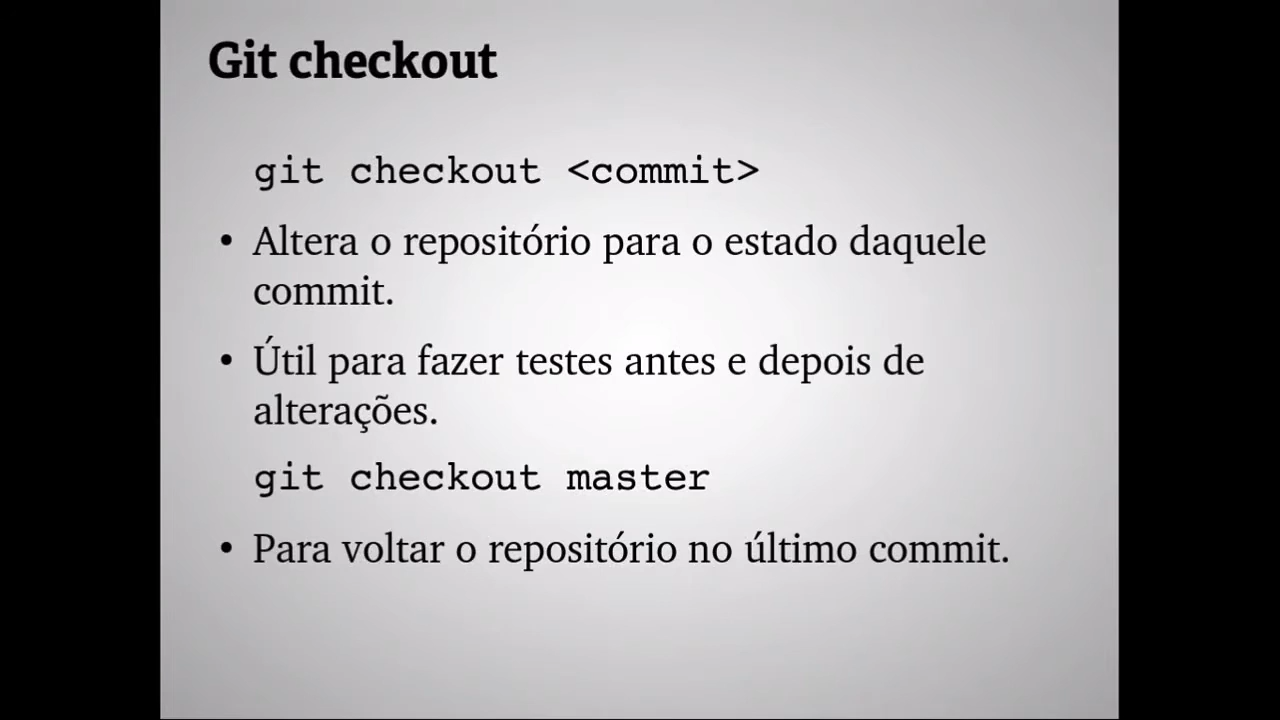 Git checkout
git checkout <commit>
• Altera o repositório para o estado daquele
commit.
• Útil para fazer testes antes e depois de
alterações.
git checkout master
• Para voltar o repositório no último commit.